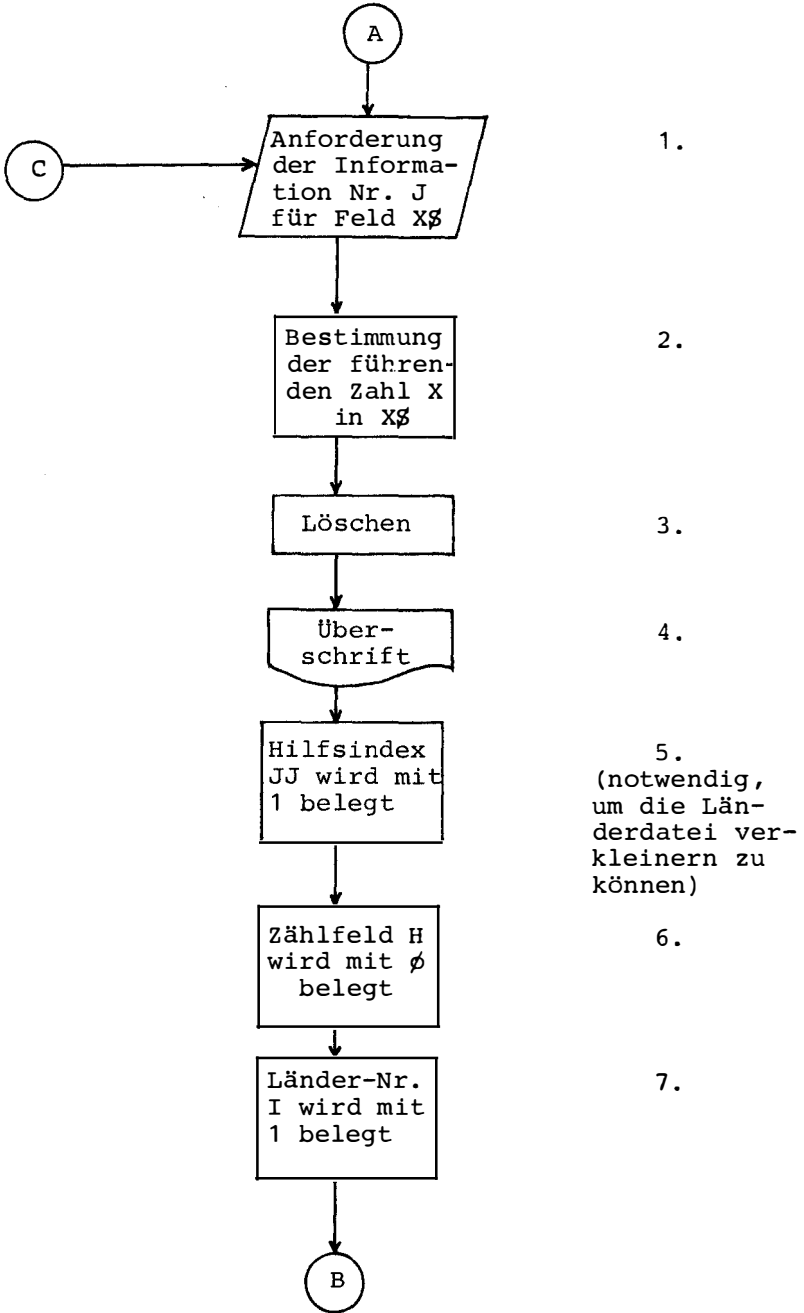 A
C
Anforderung
der Informa-
tion Nr. J
für Feld X$
1.
Bestimmung
der führen-
den Zahl X
in X$
2.
Löschen
3.
Über-
schrift
4.
Hilfsindex
JJ wird mit
1 belegt
5.
(notwendig,
um die Län-
derdatei ver-
kleinern zu
können)
Zählfeld H
wird mit ø
belegt
6.
Länder-Nr.
I wird mit
1 belegt
7.
B